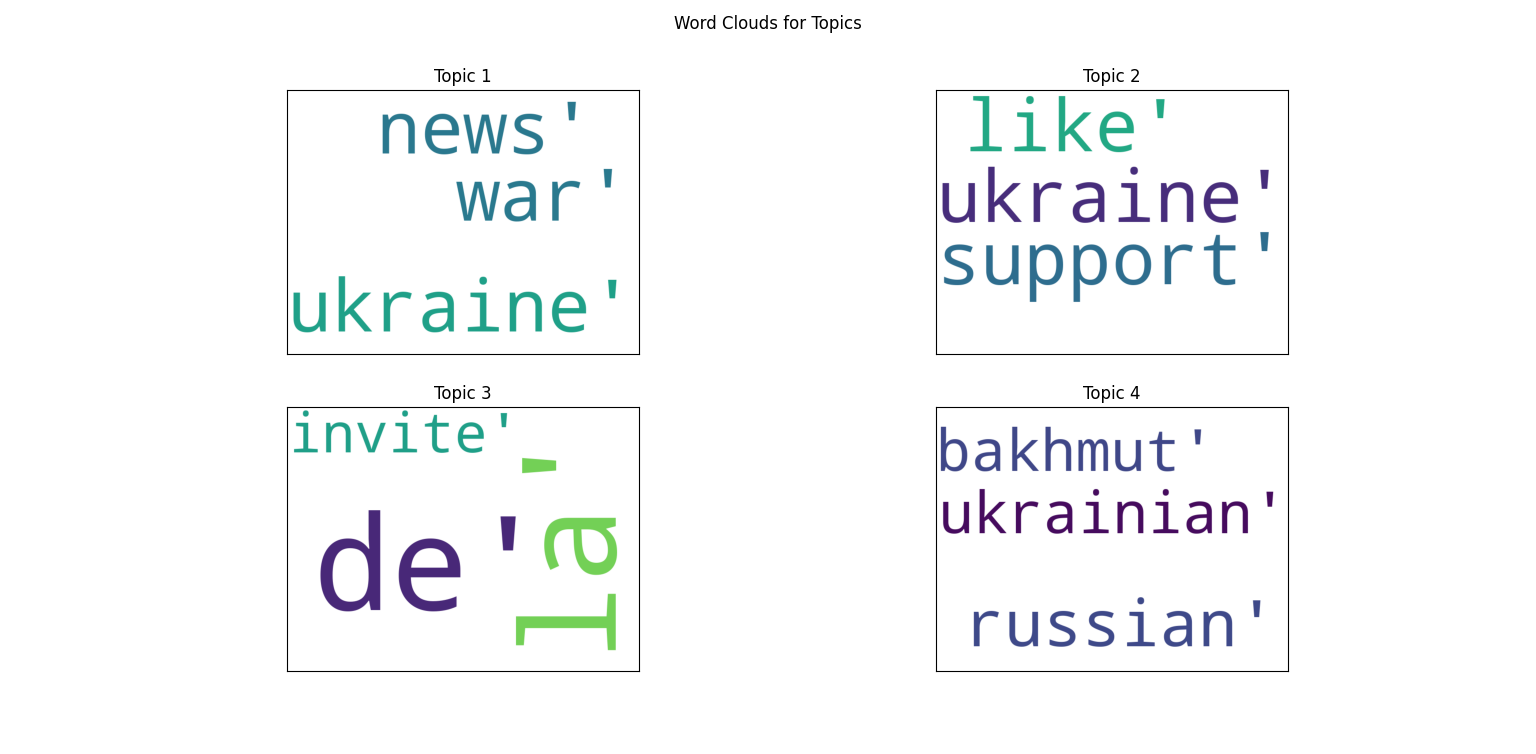 Word Clouds for Topics
Topic 1
news'
war'
ukraine'
Topic 2
like'
ukraine'
support'
Topic 3
invite'
de'
la'
Topic 4
bakhmut'
ukrainian'
russian'